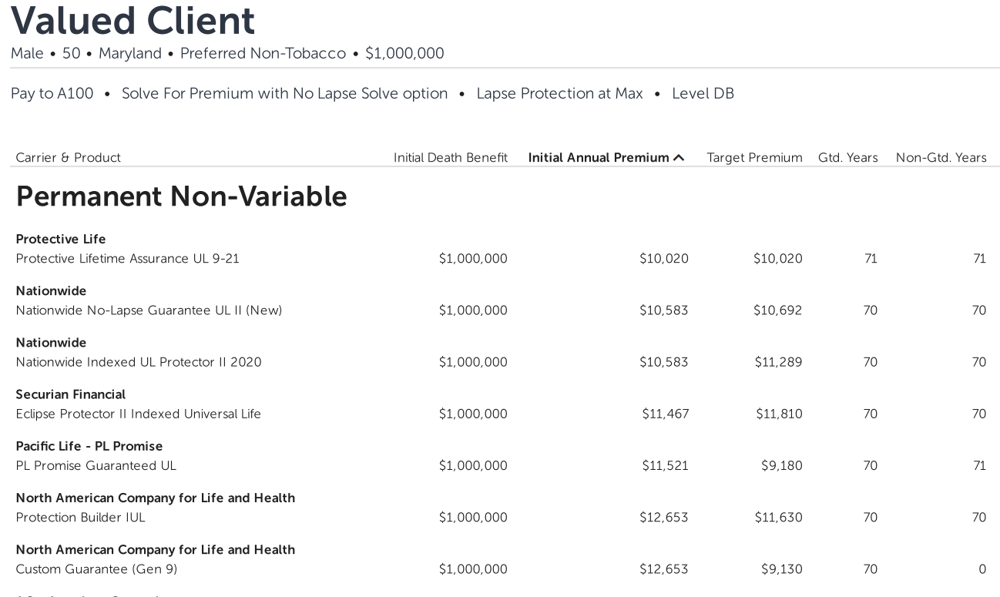 Valued Client
Male • 50 • Maryland • Preferred Non-Tobacco • $1,000,000
Pay to A100 • Solve For Premium with No Lapse Solve option • Lapse Protection at Max • Level DB
Carrier & Product Initial Death Benefit Initial Annual Premium Target Premium Gtd. Years Non-Gtd. Years
Permanent Non-Variable
Protective Life
Protective Lifetime Assurance UL 9-21 $1,000,000 $10,020 $10,020 71 71
Nationwide
Nationwide No-Lapse Guarantee UL II (New) $1,000,000 $10,583 $10,692 70 70
Nationwide
Nationwide Indexed UL Protector II 2020 $1,000,000 $10,583 $11,289 70 70
Securian Financial
Eclipse Protector II Indexed Universal Life $1,000,000 $11,467 $11,810 70 70
Pacific Life - PL Promise
PL Promise Guaranteed UL $1,000,000 $11,521 $9,180 70 71
North American Company for Life and Health
Protection Builder IUL $1,000,000 $12,653 $11,630 70 70
North American Company for Life and Health
Custom Guarantee (Gen 9) $1,000,000 $12,653 $9,130 70 0